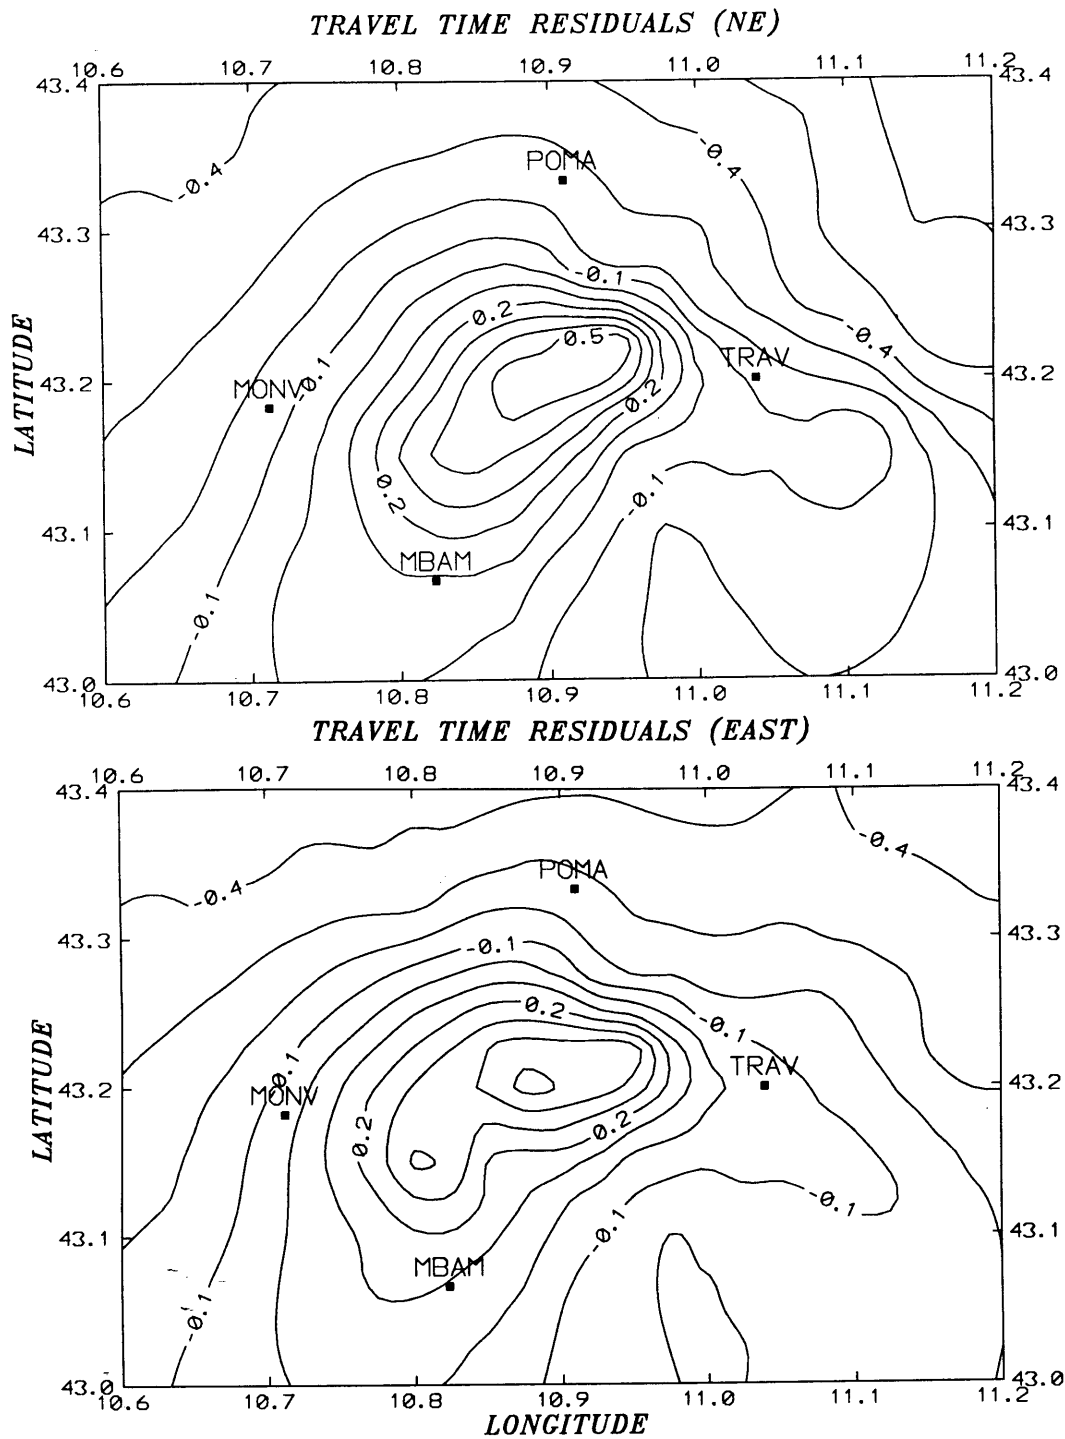 TRAVEL TIME RESIDUALS (NE)
10.6 10.7 10.8 10.9 11.0 11.1 11.2
43.4 43.4
-0.4 -0.4
POMA
43.3 43.3
-0.1
0.2
0.5 -0.4
LATITUDE
TRAV
43.2 MONV -0.1 0.2 43.2
0.2 -0.1
43.1 43.1
MBAM
-0.1
43.0 43.0
10.6 10.7 10.8 10.9 11.0 11.1 11.2
TRAVEL TIME RESIDUALS (EAST)
10.6 10.7 10.8 10.9 11.0 11.1 11.2
43.4 43.4
-0.4
POMA
-0.4
43.3 -0.1 43.3
0.2 -0.1
LATITUDE
-0.1 TRAV
43.2 MONV 43.2
0.2 0.2
-0.1 -0.1
43.1 43.1
MBAM
-0.1
43.0 43.0
10.6 10.7 10.8 10.9 11.0 11.1 11.2
LONGITUDE